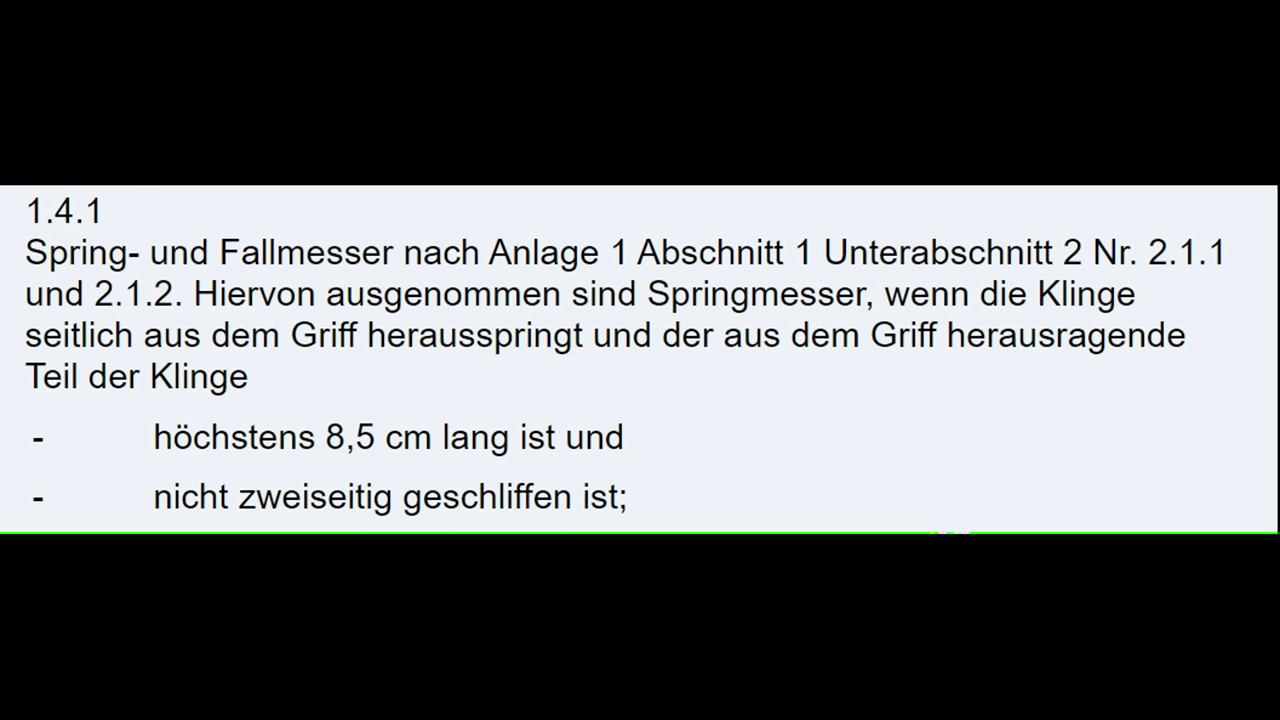 1.4.1
Spring- und Fallmesser nach Anlage 1 Abschnitt 1 Unterabschnitt 2 Nr. 2.1.1
und 2.1.2. Hiervon ausgenommen sind Springmesser, wenn die Klinge
seitlich aus dem Griff herausspringt und der aus dem Griff herausragende
Teil der Klinge
- höchstens 8,5 cm lang ist und
- nicht zweiseitig geschliffen ist;